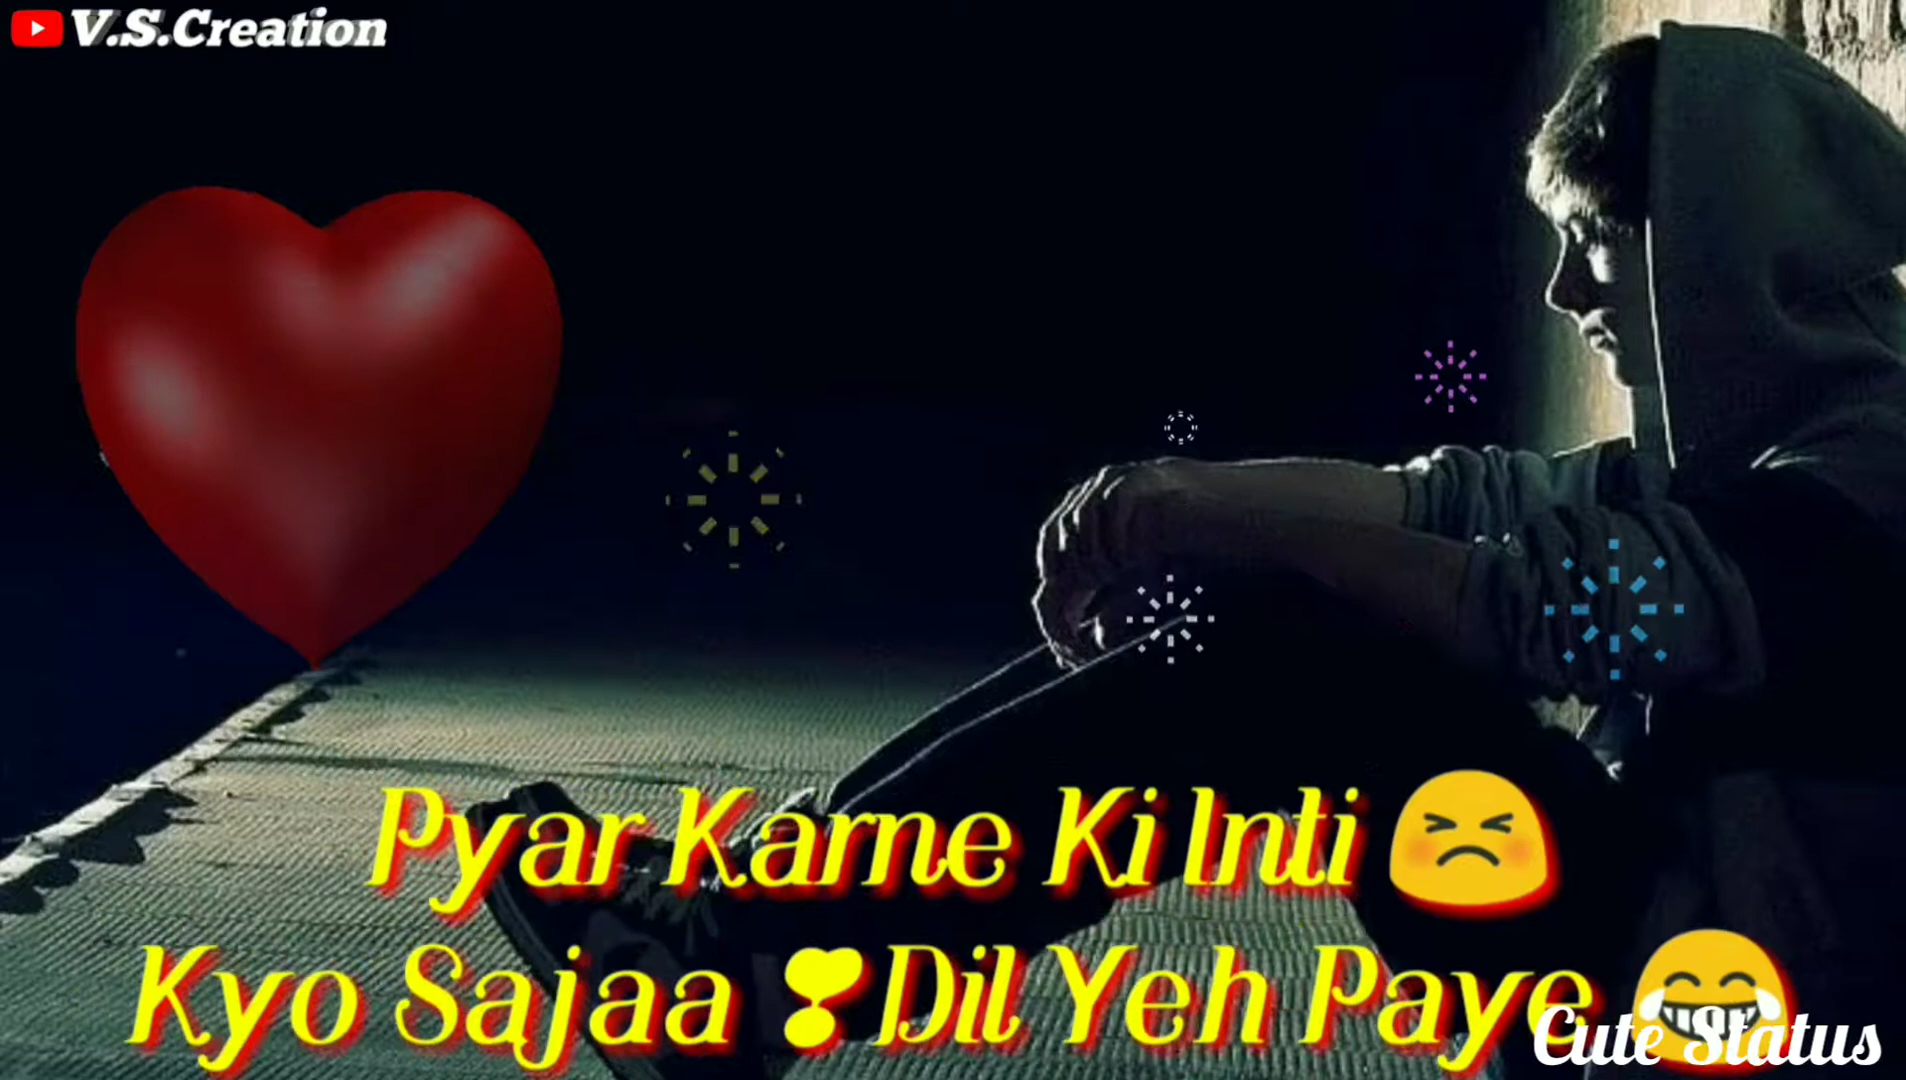 V.S.Creation
Pyar Karne Ki Inti 😣
Kyo Sajaa ❣Dil Yeh Paye 😂
Cute Status